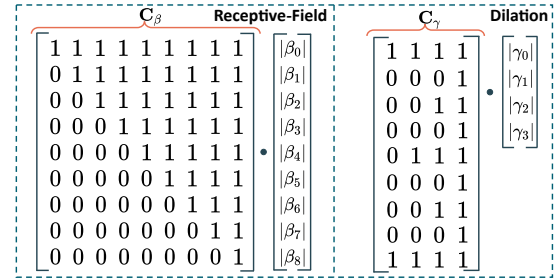 C_β Receptive-Field
1 1 1 1 1 1 1 1 1 |β_0|
0 1 1 1 1 1 1 1 1 |β_1|
0 0 1 1 1 1 1 1 1 |β_2|
0 0 0 1 1 1 1 1 1 |β_3|
0 0 0 0 1 1 1 1 1 |β_4|
0 0 0 0 0 1 1 1 1 |β_5|
0 0 0 0 0 0 1 1 1 |β_6|
0 0 0 0 0 0 0 1 1 |β_7|
0 0 0 0 0 0 0 0 1 |β_8|
C_γ Dilation
1 1 1 1 |γ_0|
0 0 0 1 |γ_1|
0 0 1 1 |γ_2|
0 0 0 1 |γ_3|
0 1 1 1
0 0 0 1
0 0 1 1
0 0 0 1
1 1 1 1